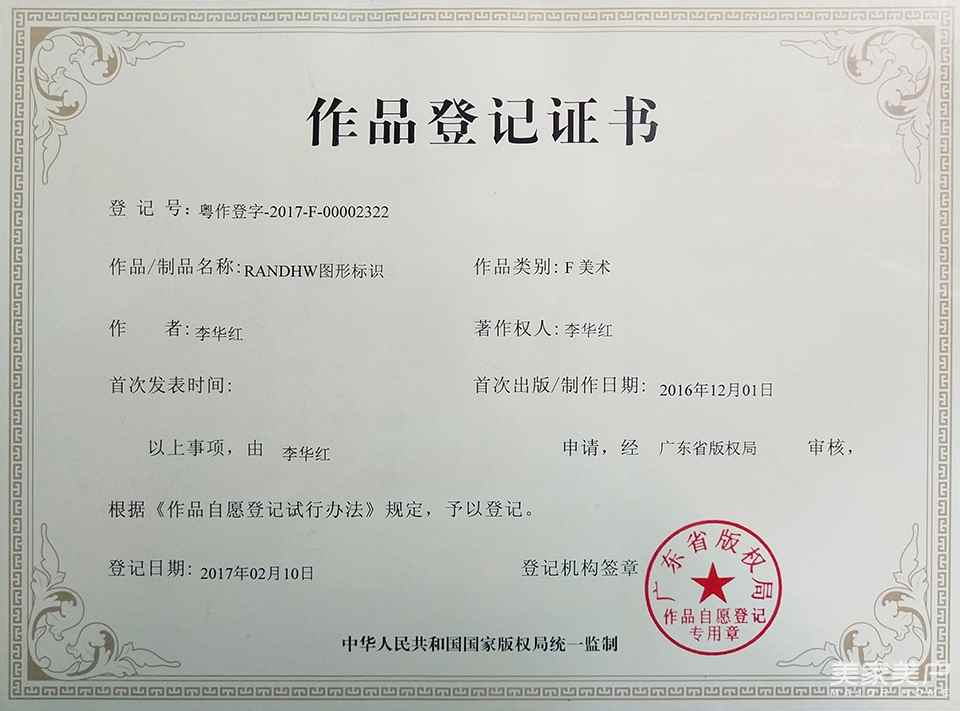 作品登记证书
登 记 号: 粤作登字-2017-F-00002322
作品/制品名称: RANDHW图形标识 作品类别: F 美术
作 者: 李华红 著作权人: 李华红
首次发表时间: 首次出版/制作日期: 2016年12月01日
以上事项，由 李华红 申请，经 广东省版权局 审核，
根据《作品自愿登记试行办法》规定，予以登记。
登记日期: 2017年02月10日 登记机构签章
广东省版权局
作品自愿登记
专用章
中华人民共和国国家版权局统一监制
美家美户